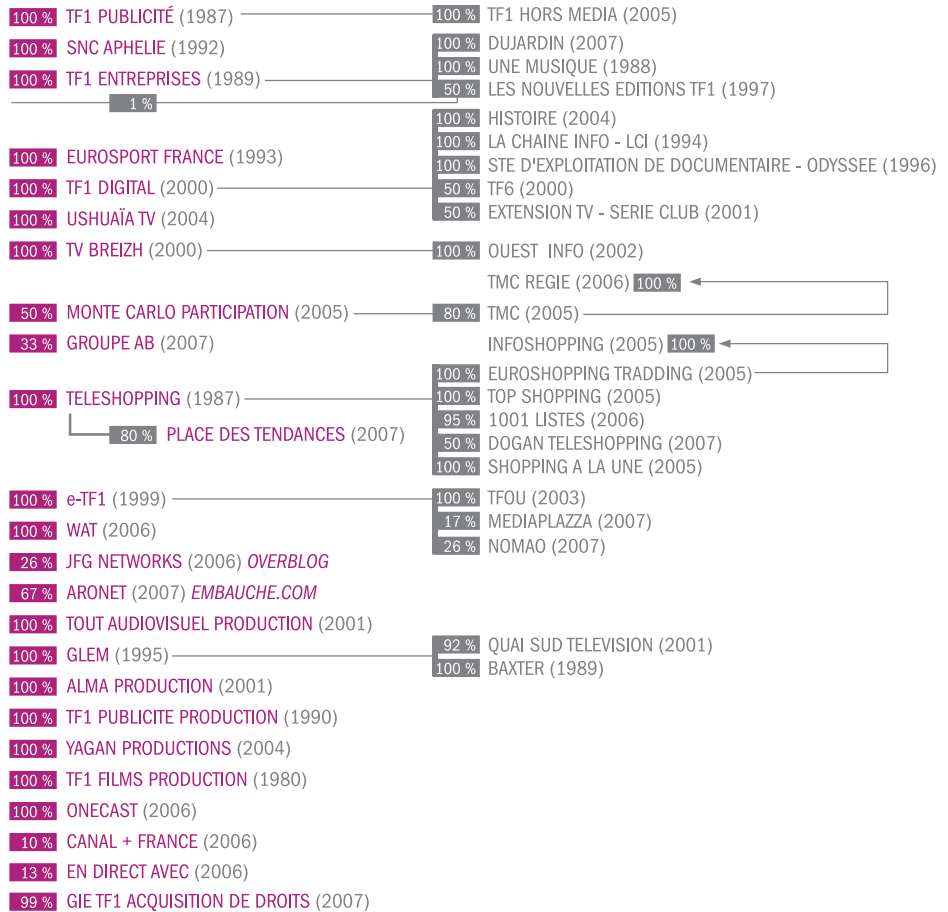 100 % TF1 PUBLICITÉ (1987) 100 % TF1 HORS MEDIA (2005)
100 % SNC APHELIE (1992) 100 % DUJARDIN (2007)
100 % UNE MUSIQUE (1988)
100 % TF1 ENTREPRISES (1989) 50 % LES NOUVELLES EDITIONS TF1 (1997)
1 %
100 % HISTOIRE (2004)
100 % LA CHAINE INFO - LCI (1994)
100 % EUROSPORT FRANCE (1993) 100 % STE D'EXPLOITATION DE DOCUMENTAIRE - ODYSSEE (1996)
100 % TF1 DIGITAL (2000) 50 % TF6 (2000)
100 % USHUAÏA TV (2004) 50 % EXTENSION TV - SERIE CLUB (2001)
100 % TV BREIZH (2000) 100 % OUEST INFO (2002)
TMC REGIE (2006) 100 %
50 % MONTE CARLO PARTICIPATION (2005) 80 % TMC (2005)
33 % GROUPE AB (2007) INFOSHOPPING (2005) 100 %
100 % EUROSHOPPING TRADDING (2005)
100 % TELESHOPPING (1987) 100 % TOP SHOPPING (2005)
95 % 1001 LISTES (2006)
80 % PLACE DES TENDANCES (2007) 50 % DOGAN TELESHOPPING (2007)
100 % SHOPPING A LA UNE (2005)
100 % e-TF1 (1999) 100 % TFOU (2003)
100 % WAT (2006) 17 % MEDIAPLAZZA (2007)
26 % JFG NETWORKS (2006) OVERBLOG 26 % NOMAO (2007)
67 % ARONET (2007) EMBAUCHE.COM
100 % TOUT AUDIOVISUEL PRODUCTION (2001)
100 % GLEM (1995) 92 % QUAI SUD TELEVISION (2001)
100 % BAXTER (1989)
100 % ALMA PRODUCTION (2001)
100 % TF1 PUBLICITE PRODUCTION (1990)
100 % YAGAN PRODUCTIONS (2004)
100 % TF1 FILMS PRODUCTION (1980)
100 % ONECAST (2006)
10 % CANAL + FRANCE (2006)
13 % EN DIRECT AVEC (2006)
99 % GIE TF1 ACQUISITION DE DROITS (2007)